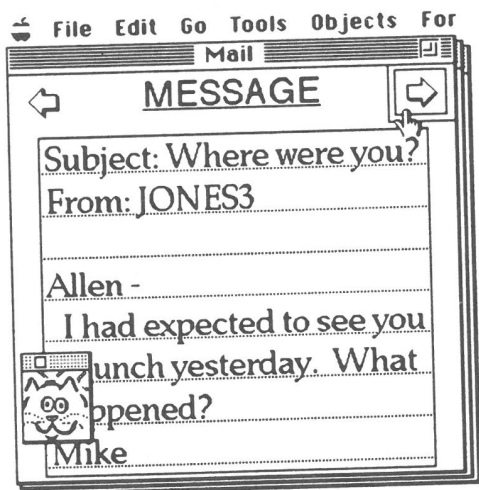 File Edit Go Tools Objects For
Mail
MESSAGE
Subject: Where were you?
From: JONES3
Allen -
I had expected to see you
unch yesterday. What
ppened?
Mike